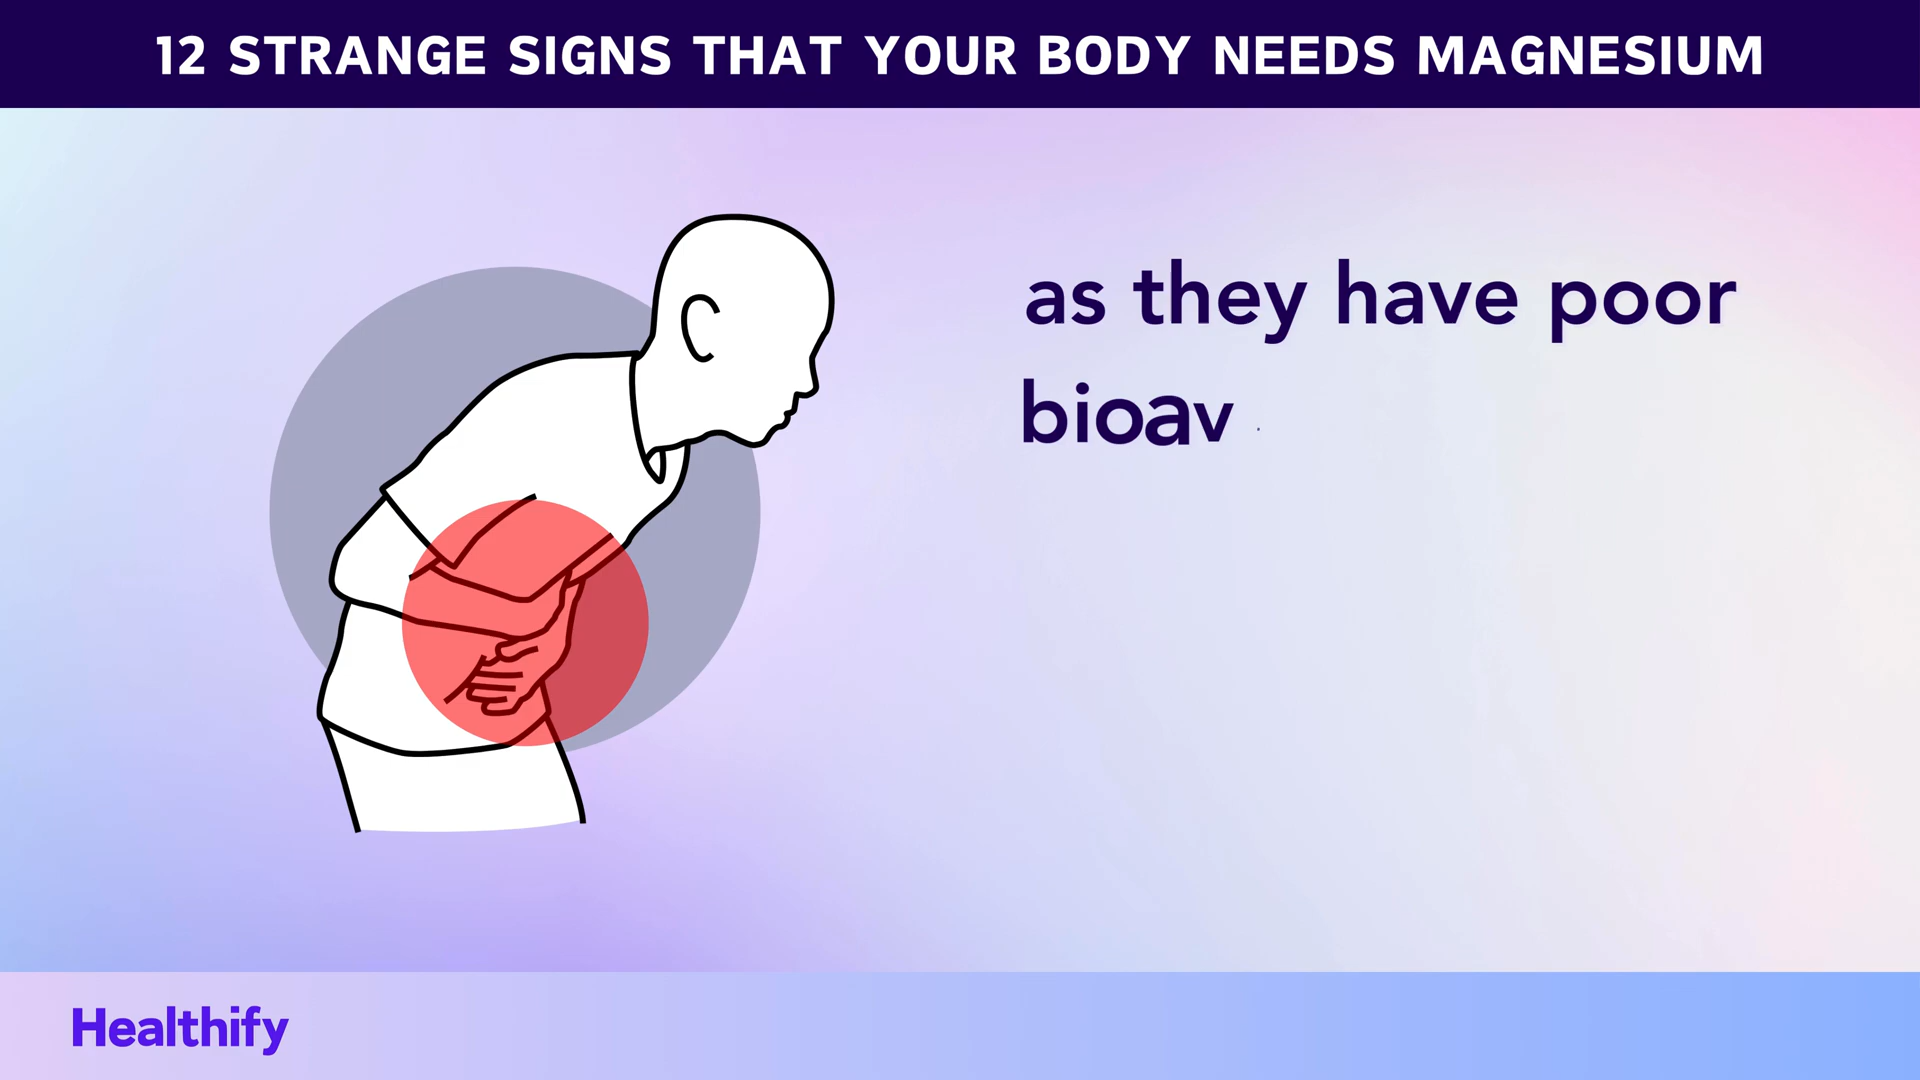 12 STRANGE SIGNS THAT YOUR BODY NEEDS MAGNESIUM
as they have poor
bioav
Healthify